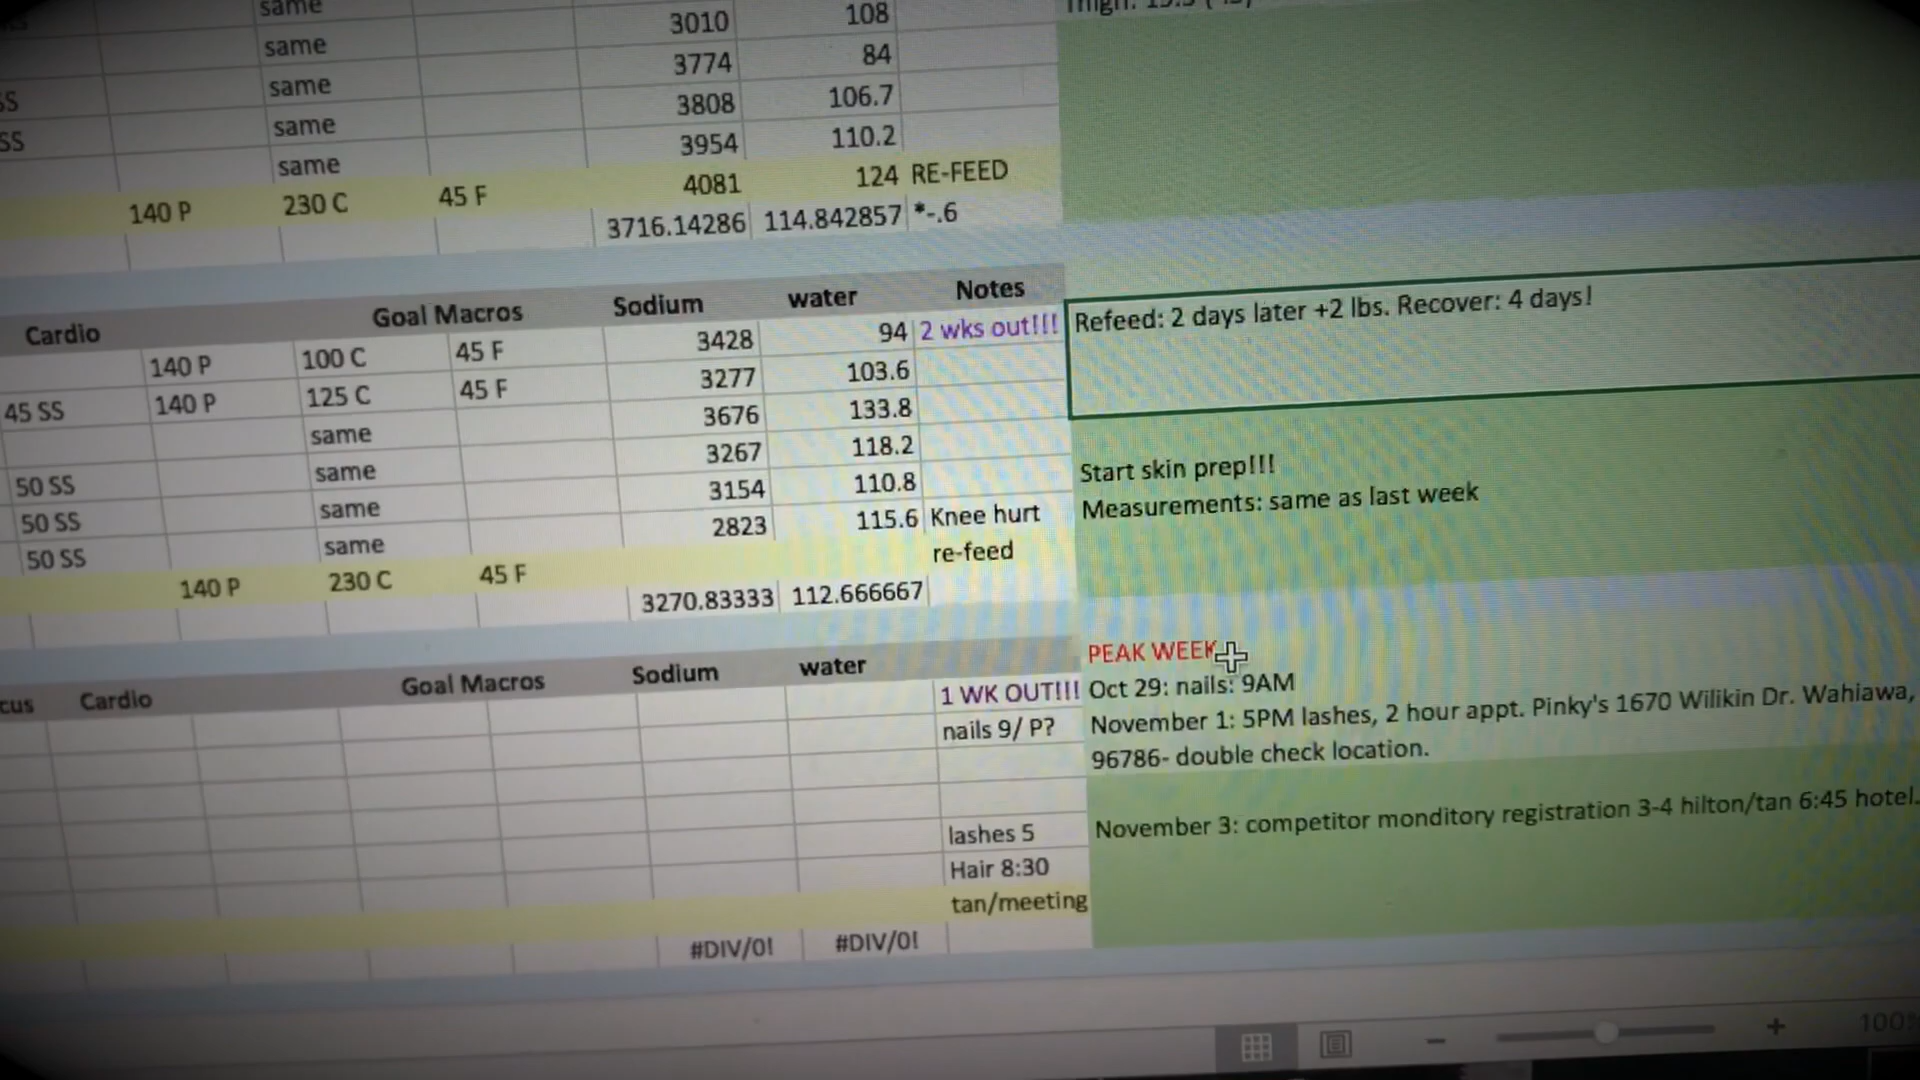 same
3010 108
same 3774 84
same 3808 106.7
SS same 3954 110.2
SS same
140 P 230 C 45 F 4081 124 RE-FEED
3716.14286 114.842857 *-.6
Cardio Goal Macros Sodium water Notes
140 P 100 C 45 F 3428 94 2 wks out!!! Refeed: 2 days later +2 lbs. Recover: 4 days!
45 SS 140 P 125 C 45 F 3277 103.6
same 3676 133.8
50 SS same 3267 118.2 Start skin prep!!!
50 SS same 3154 110.8 Measurements: same as last week
50 SS same 2823 115.6 Knee hurt
140 P 230 C 45 F re-feed
3270.83333 112.666667
cus Cardio Goal Macros Sodium water PEAK WEEK
1 WK OUT!!! Oct 29: nails: 9AM
nails 9/ P? November 1: 5PM lashes, 2 hour appt. Pinky's 1670 Wilikin Dr. Wahiawa,
96786- double check location.
lashes 5 November 3: competitor monditory registration 3-4 hilton/tan 6:45 hotel.
Hair 8:30
tan/meeting
#DIV/0! #DIV/0!